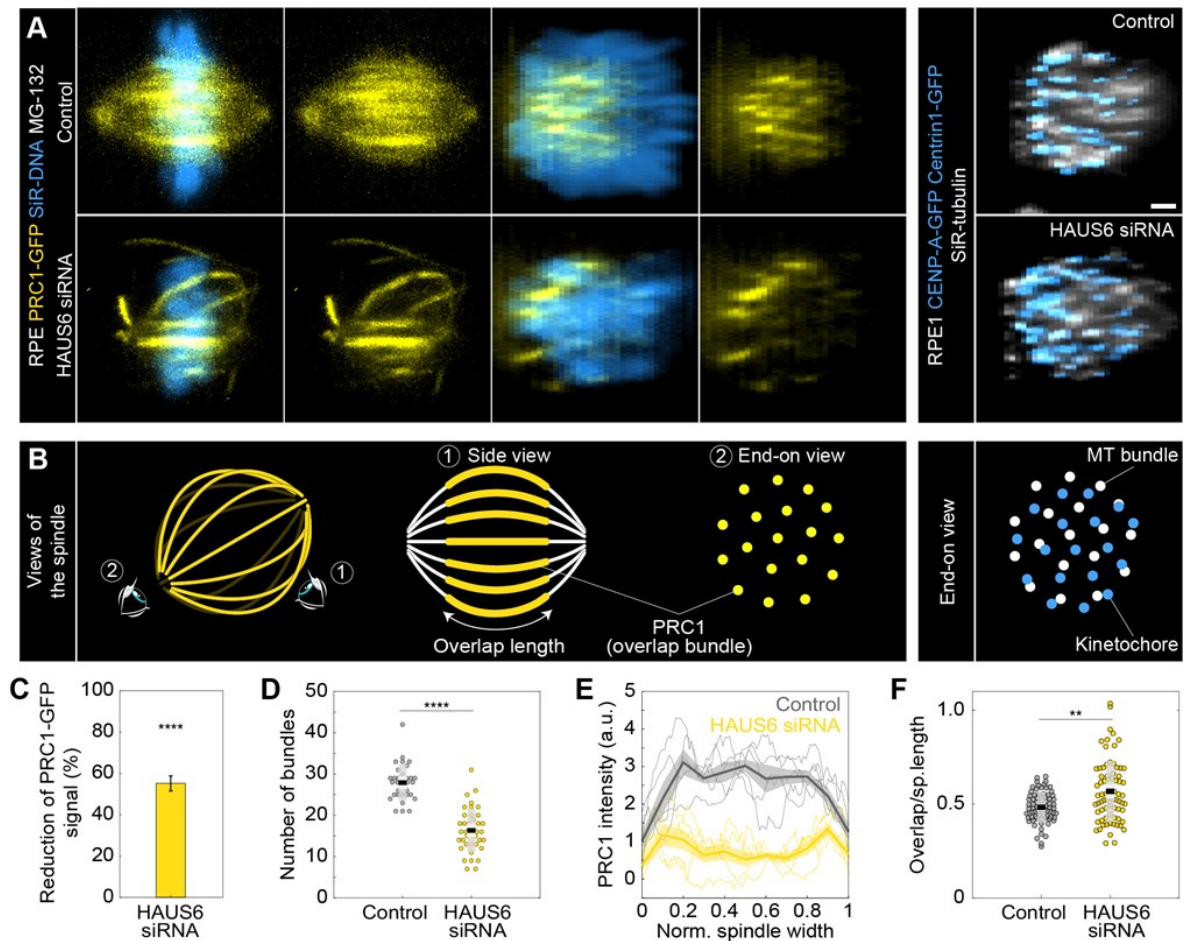 A
RPE PRC1-GFP SiR-DNA MG-132
Control
HAUS6 siRNA
RPE1 CENP-A-GFP Centrin1-GFP
SiR-tubulin
Control
HAUS6 siRNA
B
Views of
the spindle
2
1
1 Side view
Overlap length
2 End-on view
PRC1
(overlap bundle)
End-on view
MT bundle
Kinetochore
C
Reduction of PRC1-GFP
signal (%)
100
80
60
40
20
0
****
HAUS6
siRNA
D
Number of bundles
50
40
30
20
10
0
****
Control
HAUS6
siRNA
E
PRC1 intensity (a.u.)
5
4
3
2
1
0
Control
HAUS6 siRNA
0 0.2 0.4 0.6 0.8 1
Norm. spindle width
F
Overlap/sp.length
1.0
0.5
0
**
Control
HAUS6
siRNA